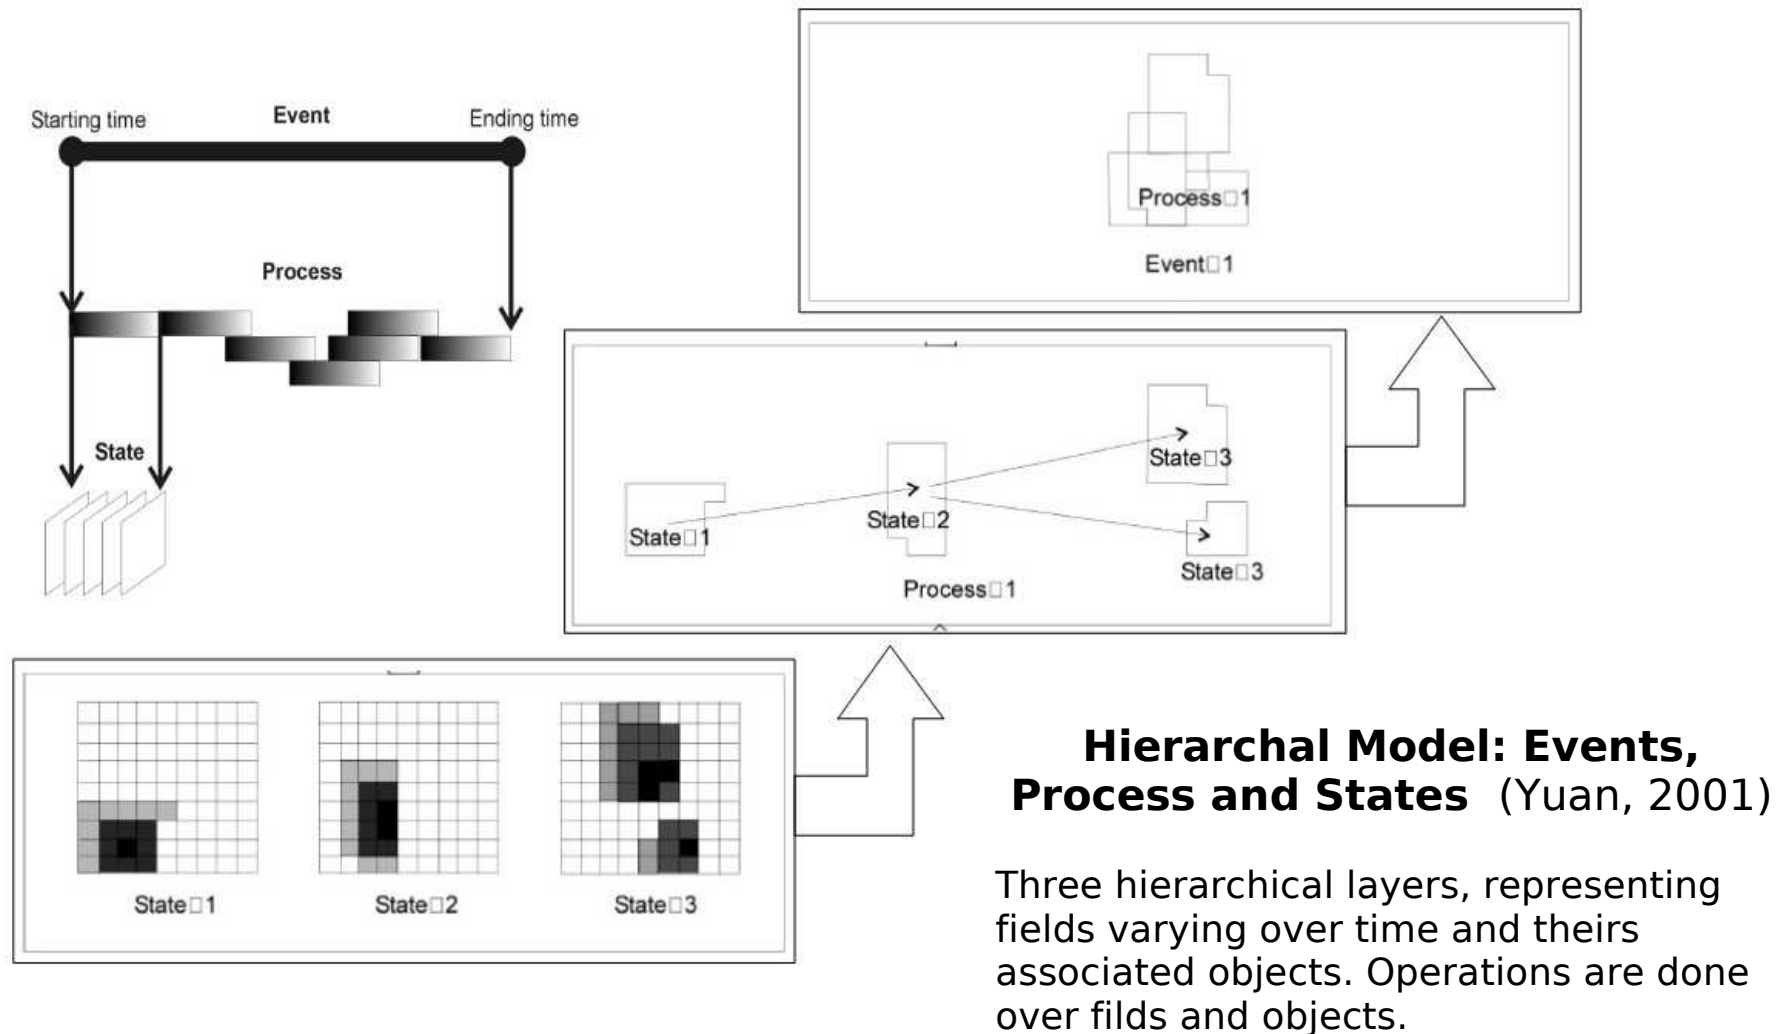 Starting time
Event
Ending time
Process
State
Process□1
Event□1
State□1
State□2
State□3
State□3
Process□1
State□1
State□2
State□3
Hierarchal Model: Events,
Process and States (Yuan, 2001)
Three hierarchical layers, representing
fields varying over time and theirs
associated objects. Operations are done
over filds and objects.